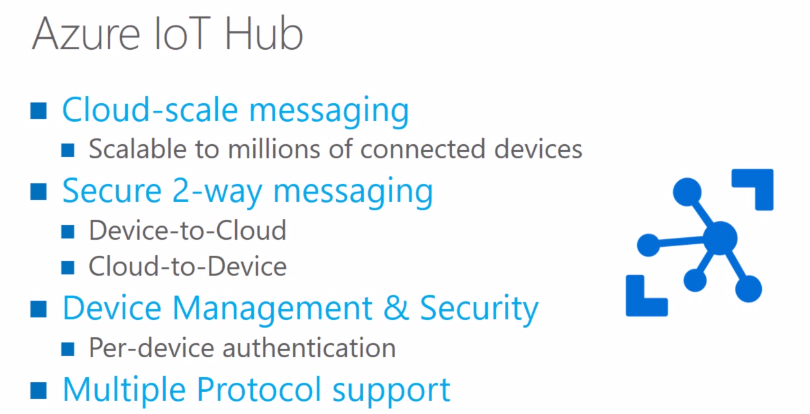 Azure IoT Hub
Cloud-scale messaging
Scalable to millions of connected devices
Secure 2-way messaging
Device-to-Cloud
Cloud-to-Device
Device Management & Security
Per-device authentication
Multiple Protocol support